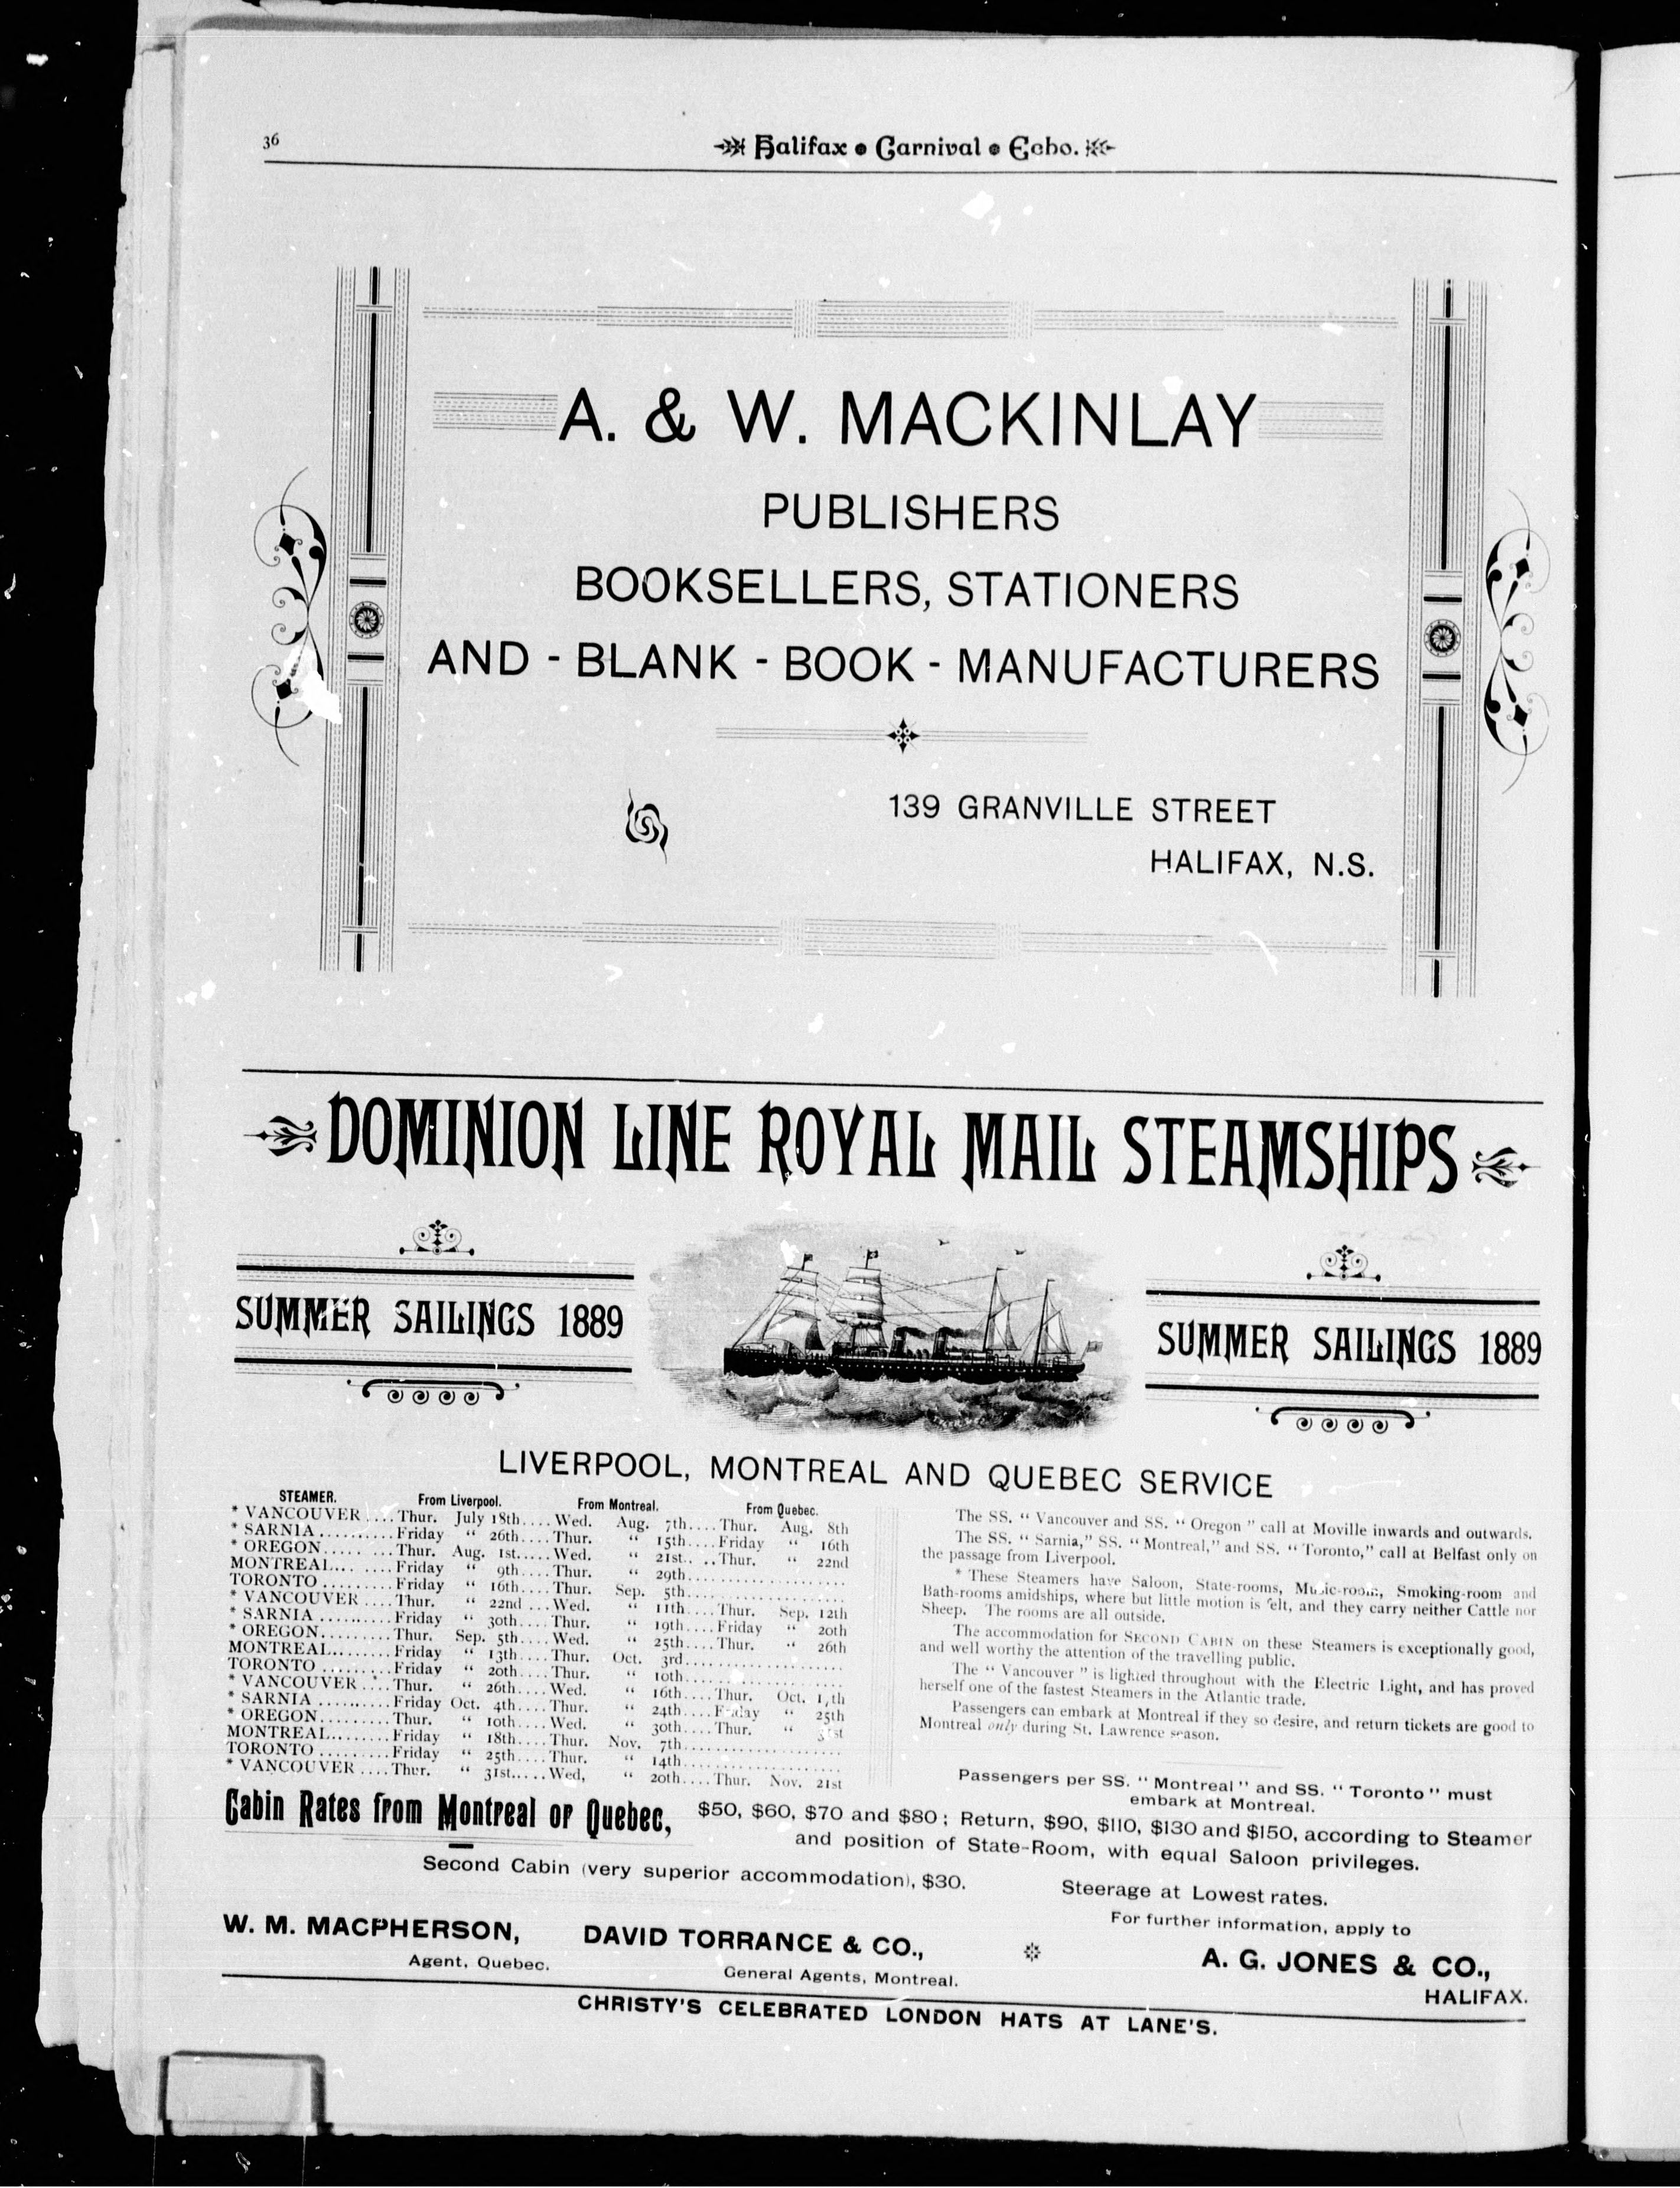 36
Halifax • Carnival • Echo.
A. & W. MACKINLAY
PUBLISHERS
BOOKSELLERS, STATIONERS
AND - BLANK - BOOK - MANUFACTURERS
139 GRANVILLE STREET
HALIFAX, N.S.
DOMINION LINE ROYAL MAIL STEAMSHIPS
SUMMER SAILINGS 1889
SUMMER SAILINGS 1889
LIVERPOOL, MONTREAL AND QUEBEC SERVICE
STEAMER. From Liverpool. From Montreal. From Quebec.
* VANCOUVER .... Thur. July 18th .... Wed. Aug. 7th .... Thur. Aug. 8th
* SARNIA .......... Friday “ 26th .... Thur. “ 15th .... Friday “ 16th
* OREGON ..... ... Thur. Aug. 1st ..... Wed. “ 21st .. .. Thur. “ 22nd
MONTREAL ... .... Friday “ 9th .... Thur. “ 29th ....................
TORONTO .......... Friday “ 16th .... Thur. Sep. 5th ....................
* VANCOUVER .... Thur. “ 22nd ... Wed. “ 11th .... Thur. Sep. 12th
* SARNIA .......... Friday “ 30th .... Thur. “ 19th .... Friday “ 20th
* OREGON .......... Thur. Sep. 5th .... Wed. “ 25th .... Thur. “ 26th
MONTREAL ......... Friday “ 13th .... Thur. Oct. 3rd ....................
TORONTO .......... Friday “ 20th .... Thur. “ 10th ....................
* VANCOUVER .... Thur. “ 26th .... Wed. “ 16th .... Thur. Oct.
* SARNIA .......... Friday Oct. 4th .... Thur. “ 24th .... Friday “ 25th
* OREGON .......... Thur. “ 10th .... Wed. “ 30th .... Thur. “
MONTREAL ......... Friday “ 18th .... Thur. Nov. 7th ....................
TORONTO .......... Friday “ 25th .... Thur. “ 14th ....................
* VANCOUVER .... Thur. “ 31st ..... Wed, “ 20th .... Thur. Nov. 21st
The SS. “ Vancouver and SS. “ Oregon ” call at Moville inwards and outwards.
The SS. “ Sarnia,” SS. “ Montreal,” and SS. “ Toronto,” call at Belfast only on
the passage from Liverpool.
* These Steamers have Saloon, State-rooms, Music-room, Smoking-room and
Bath-rooms amidships, where but little motion is felt, and they carry neither Cattle nor
Sheep. The rooms are all outside.
The accommodation for SECOND CABIN on these Steamers is exceptionally good,
and well worthy the attention of the travelling public.
The “ Vancouver ” is lighted throughout with the Electric Light, and has proved
herself one of the fastest Steamers in the Atlantic trade.
Passengers can embark at Montreal if they so desire, and return tickets are good to
Montreal only during St. Lawrence season.
Passengers per SS. “ Montreal ” and SS. “ Toronto ” must
embark at Montreal.
Cabin Rates from Montreal or Quebec, $50, $60, $70 and $80 ; Return, $90, $110, $130 and $150, according to Steamer
and position of State-Room, with equal Saloon privileges.
Second Cabin (very superior accommodation), $30. Steerage at Lowest rates.
For further information, apply to
W. M. MACPHERSON, DAVID TORRANCE & CO., A. G. JONES & CO.,
Agent, Quebec. General Agents, Montreal. HALIFAX.
CHRISTY'S CELEBRATED LONDON HATS AT LANE'S.